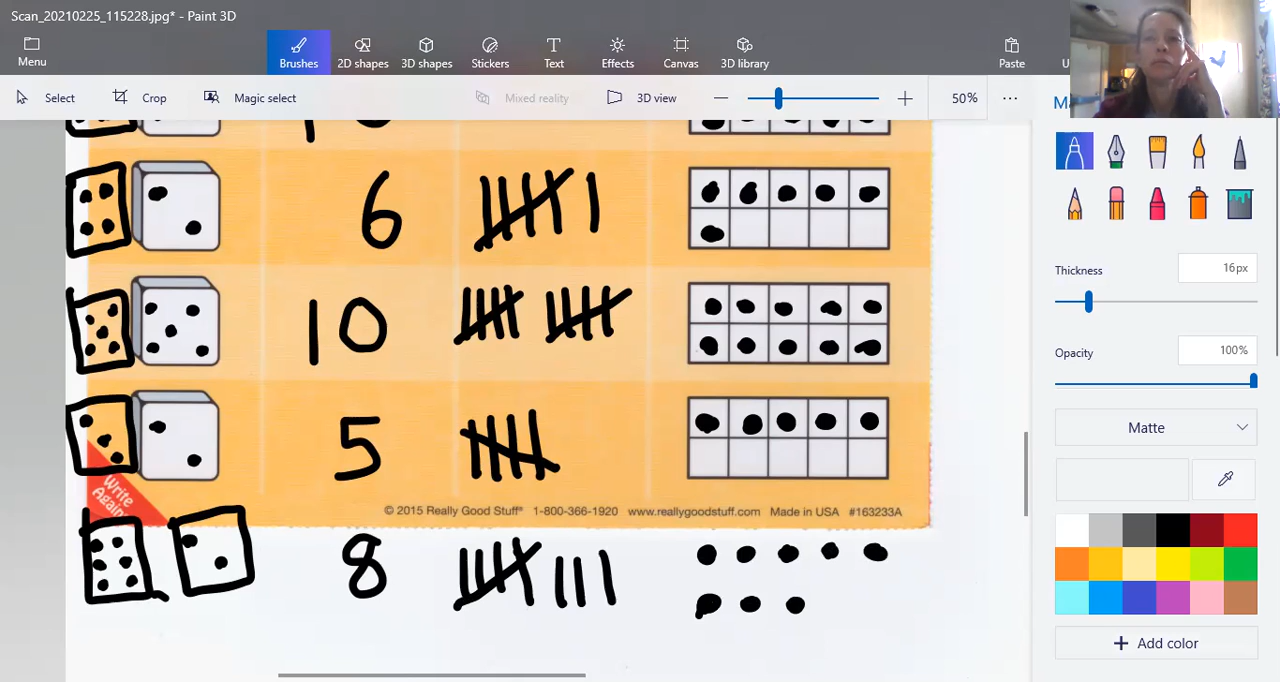 Scan_20210225_115228.jpg* - Paint 3D
Menu
Brushes
2D shapes
3D shapes
Stickers
Text
Effects
Canvas
3D library
Paste
Select
Crop
Magic select
Mixed reality
3D view
50%
Thickness
16px
Opacity
100%
Matte
Add color
6
10
5
Write
Again
© 2015 Really Good Stuff® 1-800-366-1920 www.reallygoodstuff.com Made in USA #163233A
8